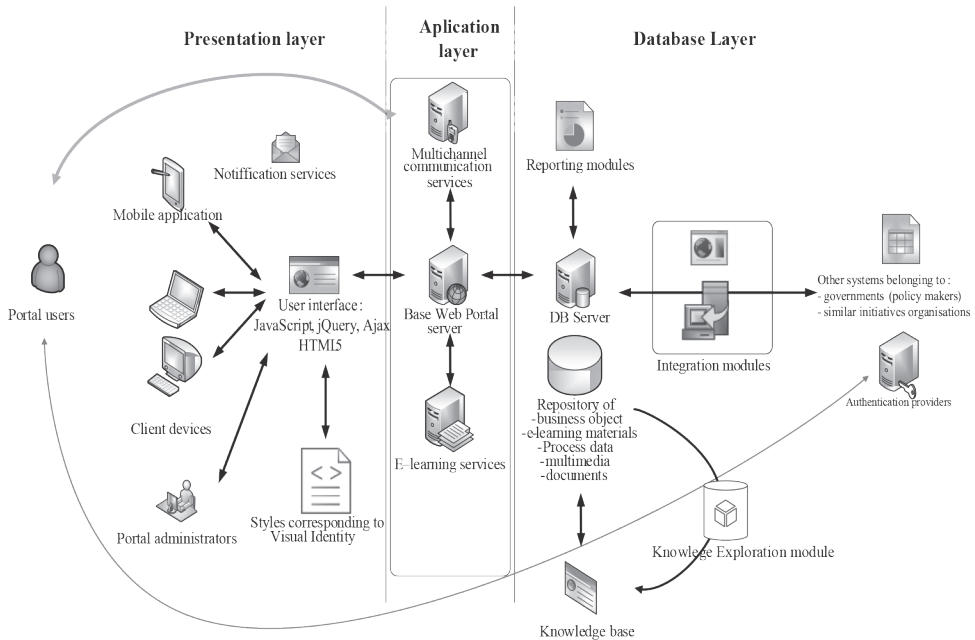 Presentation layer
Aplication
layer
Database Layer
Notiffication services
Mobile application
Portal users
Client devices
Portal administrators
User interface :
JavaScript, jQuery, Ajax
HTMl5
Styles corresponding to
Visual Identity
Multichannel
communication
services
Base Web Portal
server
E-learning services
Reporting modules
DB Server
Repository of
-business object
-e-learning materials
-Process data
-multimedia
-documents
Integration modules
Other systems belonging to :
- governments (policy makers)
- similar initiatives organisations
Authentication providers
Knowlege Exploration module
Knowledge base